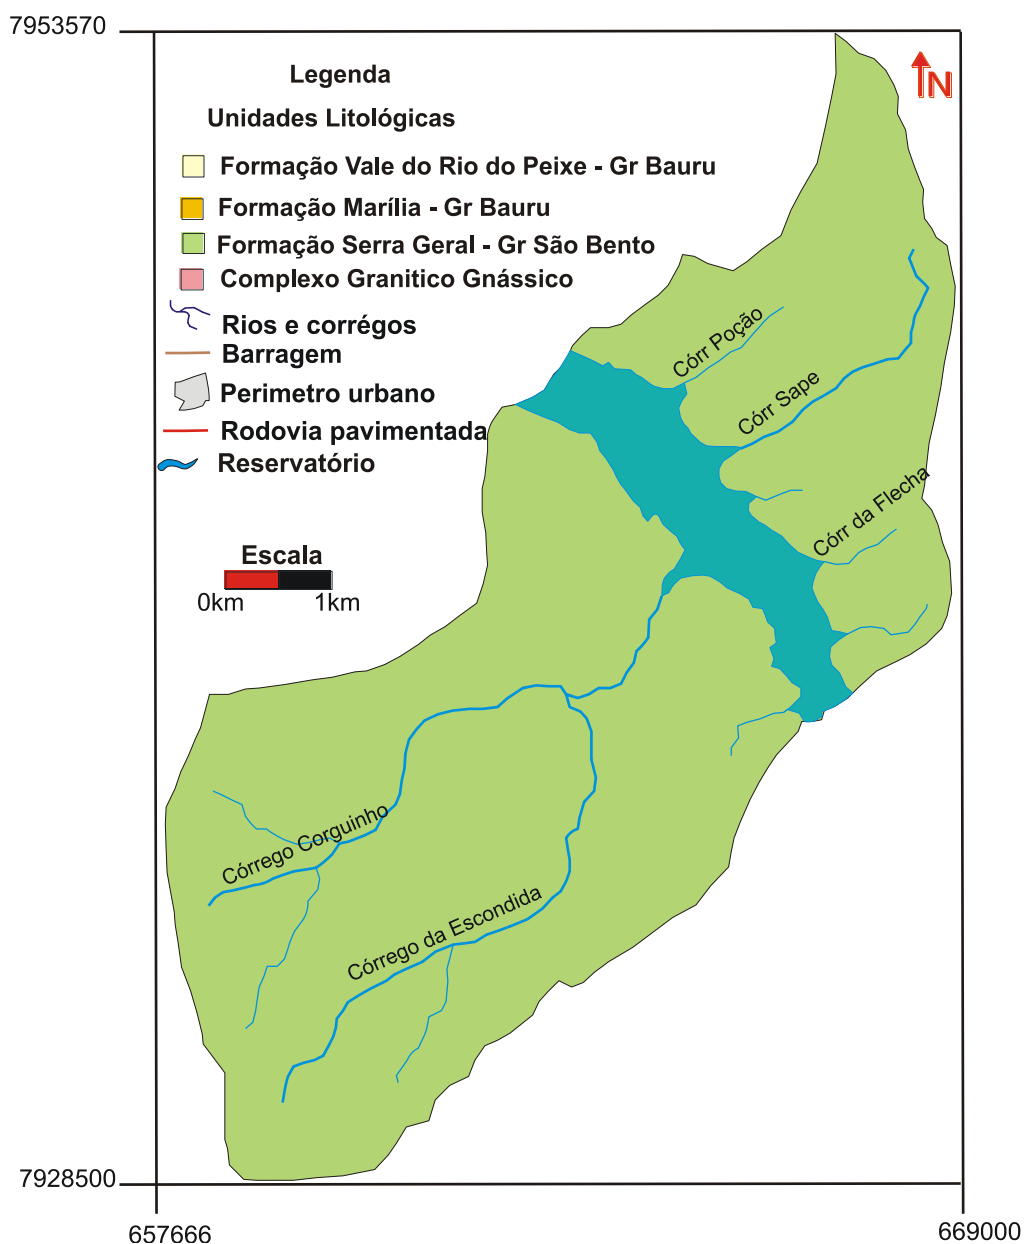 7953570
N
Legenda
Unidades Litológicas
Formação Vale do Rio do Peixe - Gr Bauru
Formação Marília - Gr Bauru
Formação Serra Geral - Gr São Bento
Complexo Granitico Gnássico
Rios e corrégos
Barragem
Perimetro urbano
Rodovia pavimentada
Reservatório
Córr Poção
Córr Sape
Córr da Flecha
Escala
0km 1km
Córrego Corguinho
Córrego da Escondida
7928500
657666
669000